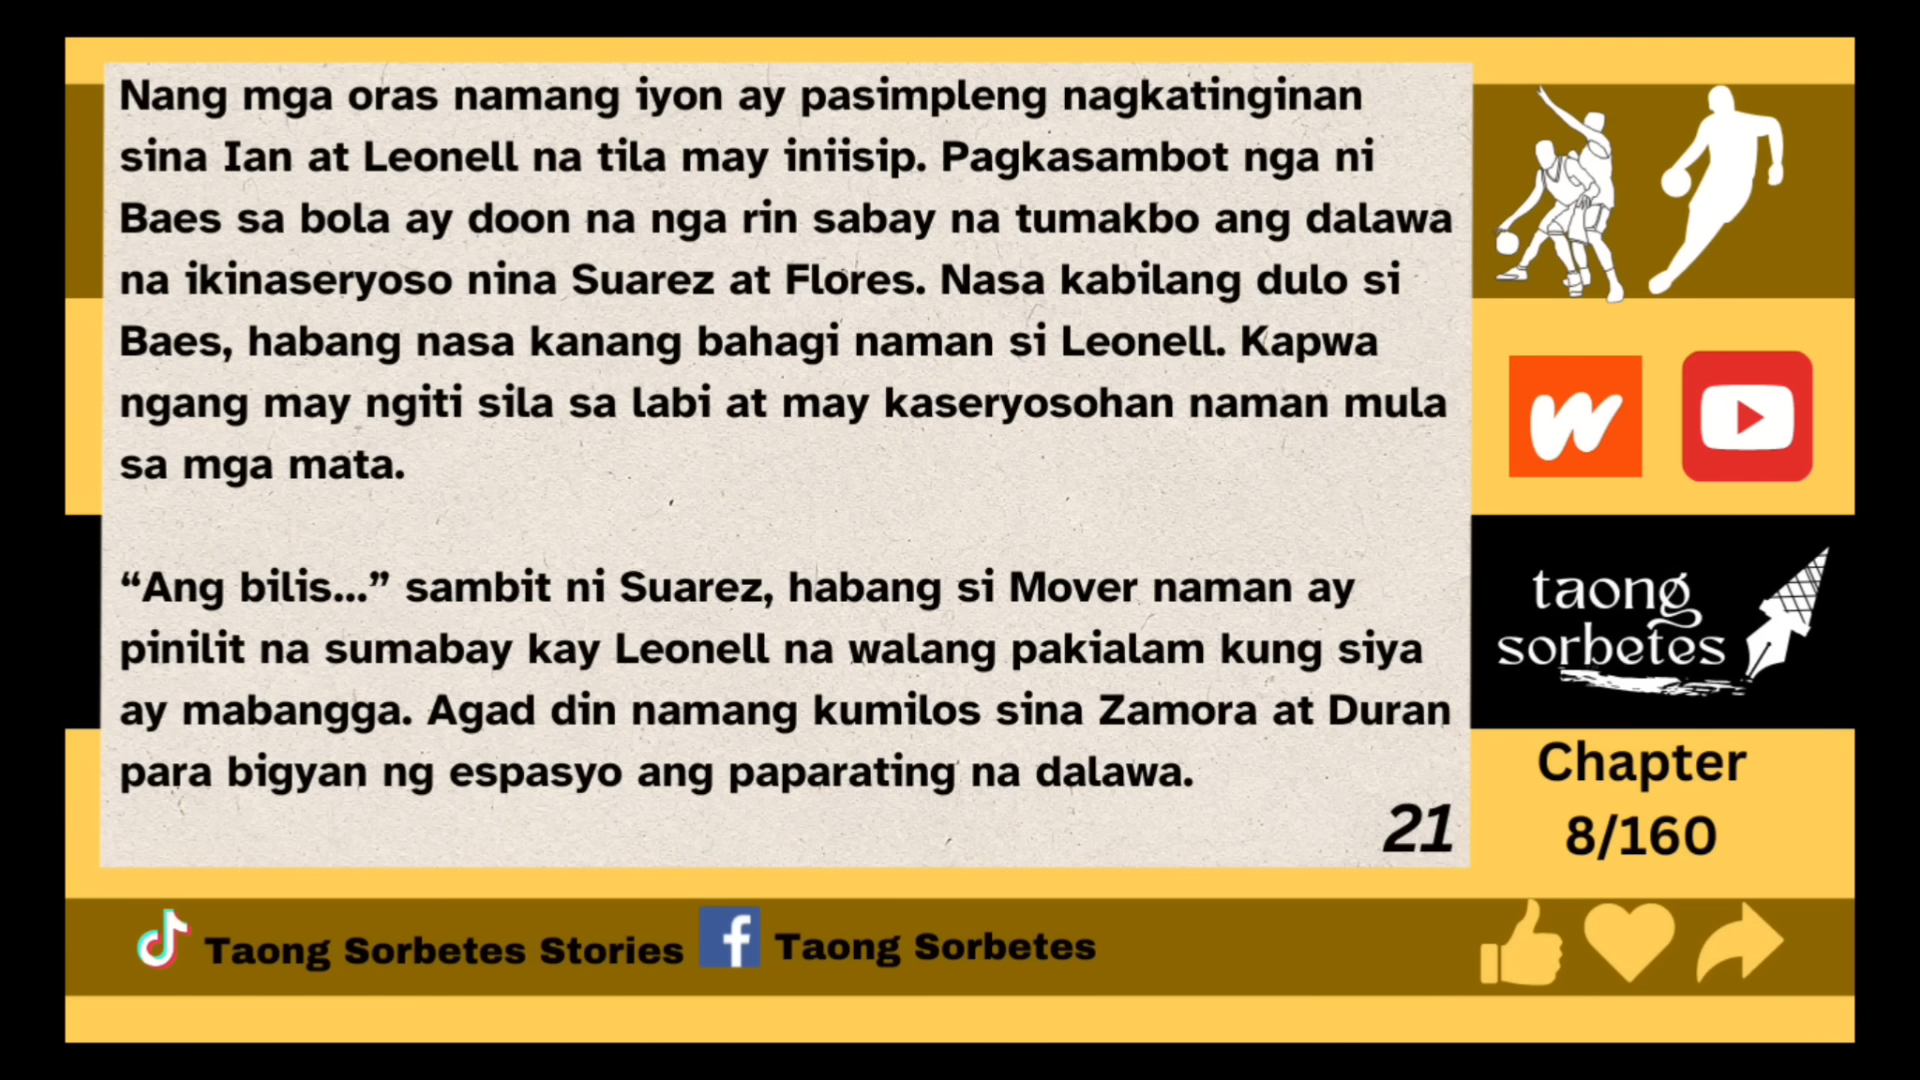 Nang mga oras namang iyon ay pasimpleng nagkatinginan
sina Ian at Leonell na tila may iniisip. Pagkasambot nga ni
Baes sa bola ay doon na nga rin sabay na tumakbo ang dalawa
na ikinaseryoso nina Suarez at Flores. Nasa kabilang dulo si
Baes, habang nasa kanang bahagi naman si Leonell. Kapwa
ngang may ngiti sila sa labi at may kaseryosohan naman mula
sa mga mata.
“Ang bilis...” sambit ni Suarez, habang si Mover naman ay
pinilit na sumabay kay Leonell na walang pakialam kung siya
ay mabangga. Agad din namang kumilos sina Zamora at Duran
para bigyan ng espasyo ang paparating na dalawa.
21
taong
sorbetes
Chapter
8/160
Taong Sorbetes Stories
Taong Sorbetes